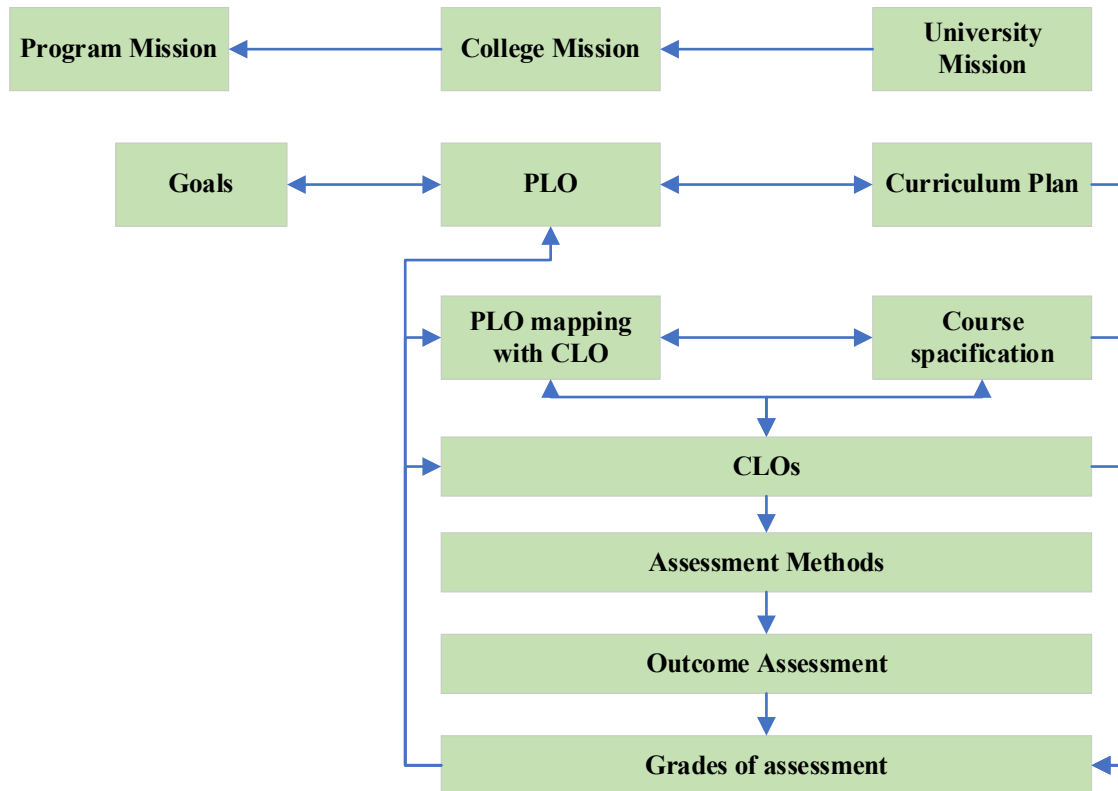 Program Mission
College Mission
University
Mission
Goals
PLO
Curriculum Plan
PLO mapping
with CLO
Course
spacification
CLOs
Assessment Methods
Outcome Assessment
Grades of assessment